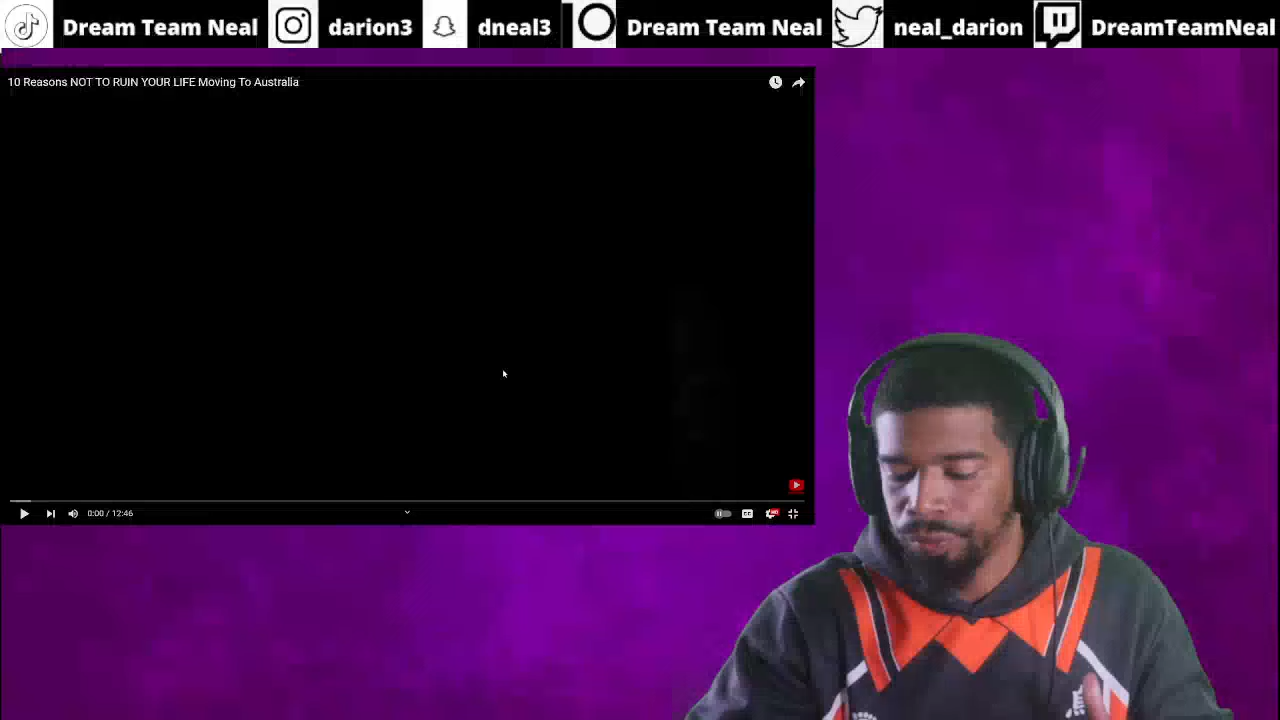 Dream Team Neal darion3 dneal3 Dream Team Neal neal_darion DreamTeamNeal
10 Reasons NOT TO RUIN YOUR LIFE Moving To Australia
0:00 / 12:46